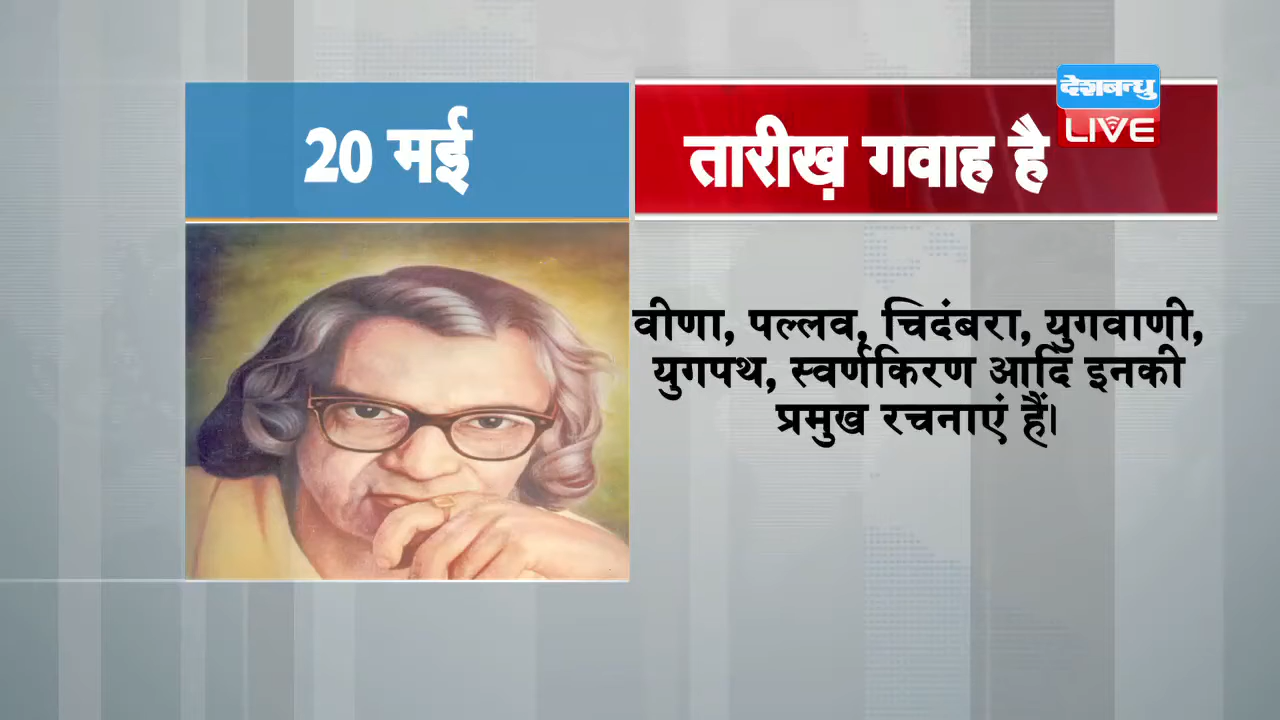 देशबन्धु
LIVE
20 मई
तारीख़ गवाह है
वीणा, पल्लव, चिदंबरा, युगवाणी,
युगपथ, स्वर्णकिरण आदि इनकी
प्रमुख रचनाएं हैं।